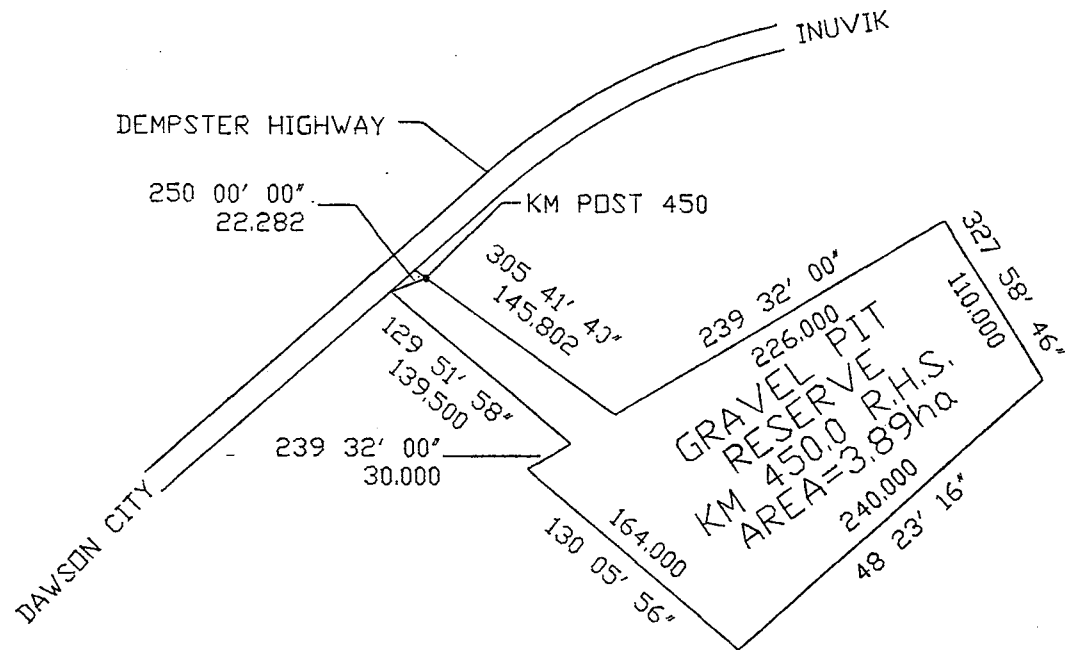 INUVIK
DEMPSTER HIGHWAY
250 00' 00"
22.282
KM POST 450
305 41' 43"
145.802
239 32' 00"
226.000
327 58' 46"
110.000
129 51' 58"
139.500
GRAVEL PIT
RESERVE
KM 450.0 R.H.S.
AREA=3.89ha
239 32' 00"
30.000
240.000
48 23' 16"
164.000
130 05' 56"
DAWSON CITY